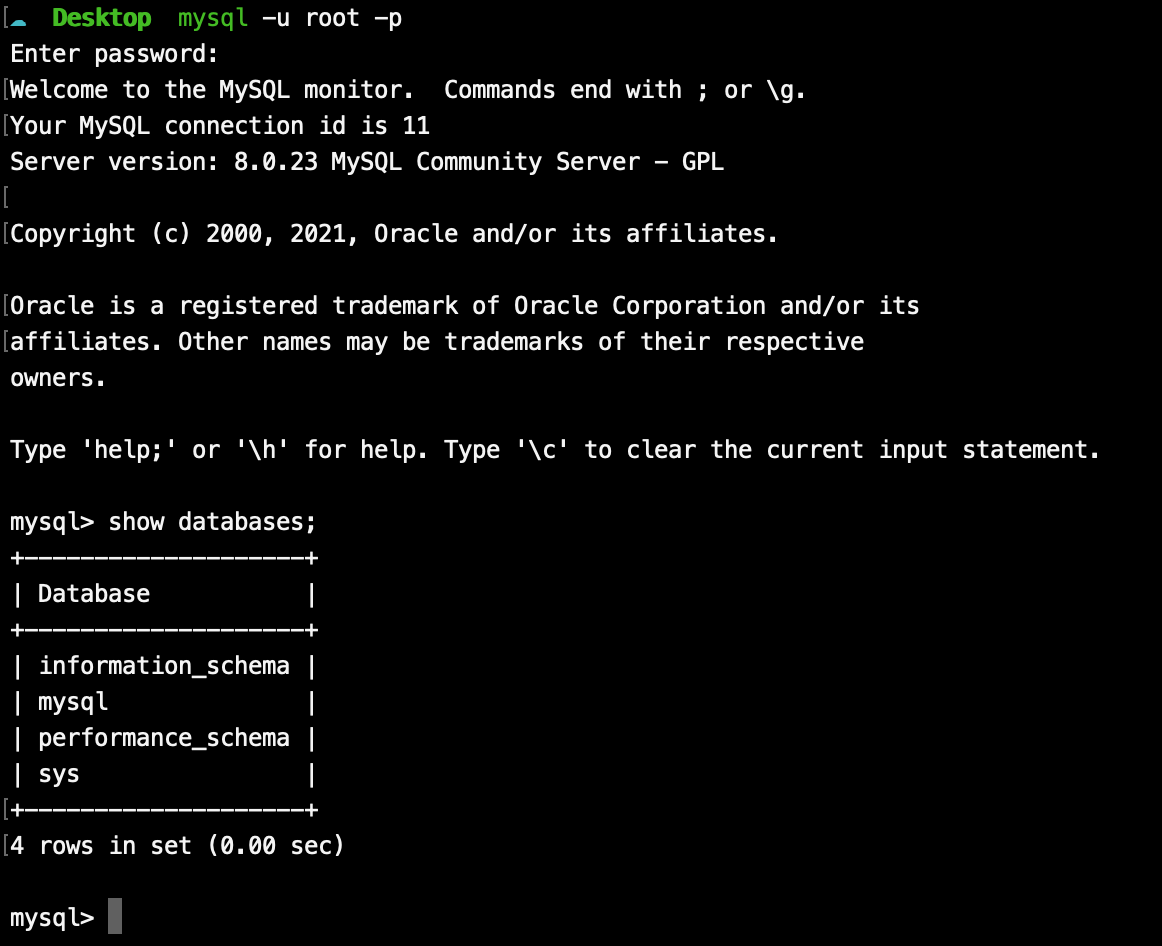 Desktop mysql -u root -p
Enter password:
Welcome to the MySQL monitor.  Commands end with ; or \g.
Your MySQL connection id is 11
Server version: 8.0.23 MySQL Community Server - GPL
Copyright (c) 2000, 2021, Oracle and/or its affiliates.
Oracle is a registered trademark of Oracle Corporation and/or its
affiliates. Other names may be trademarks of their respective
owners.
Type 'help;' or '\h' for help. Type '\c' to clear the current input statement.
mysql> show databases;
+--------------------+
| Database           |
+--------------------+
| information_schema |
| mysql              |
| performance_schema |
| sys                |
+--------------------+
4 rows in set (0.00 sec)
mysql>